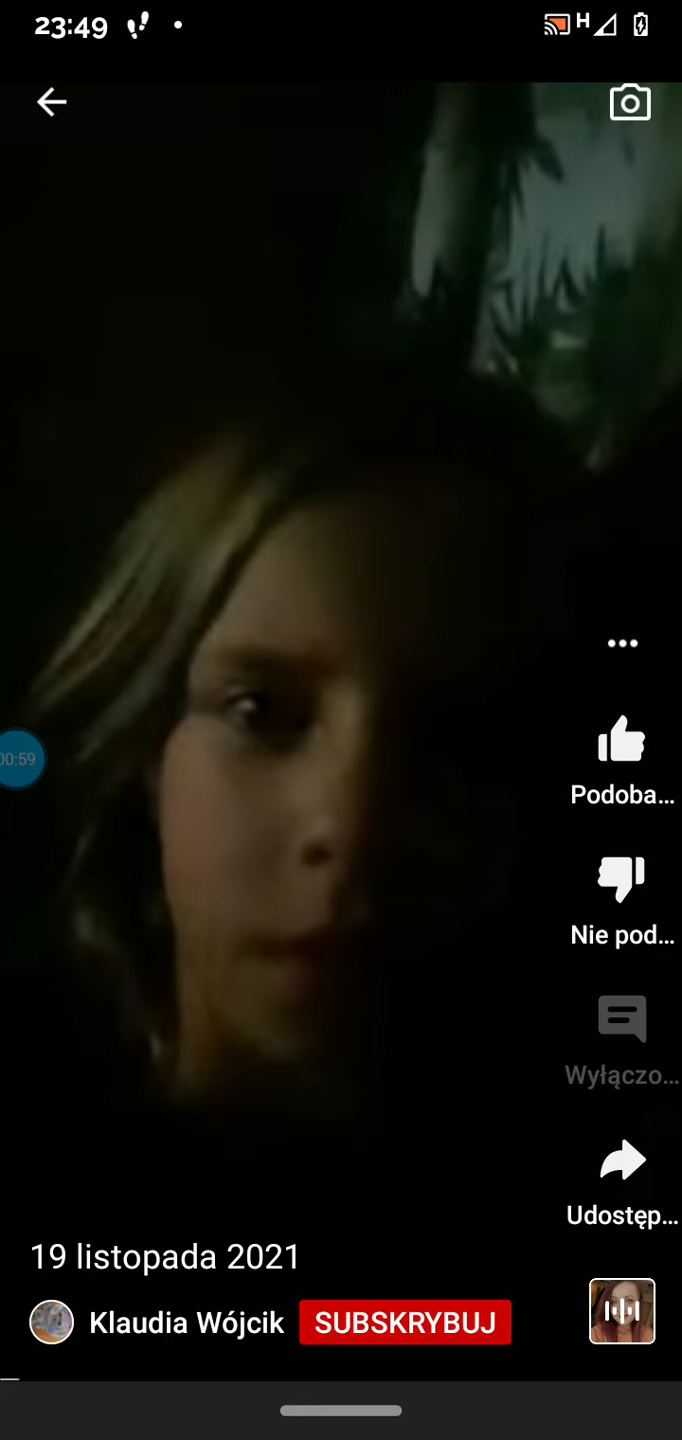 23:49
H
00:59
Podoba...
Nie pod...
Wyłączo...
Udostęp...
19 listopada 2021
Klaudia Wójcik SUBSKRYBUJ